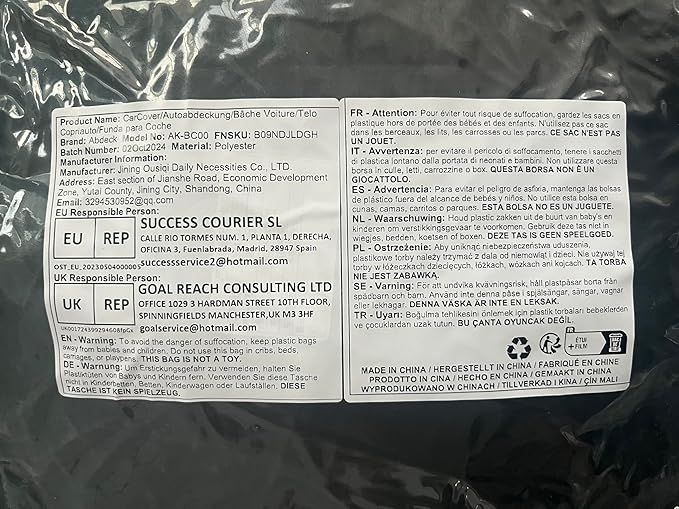 Product Name: CarCover/Autoabdeckung/Bâche Voiture/Telo
Copriauto/Funda para Coche
Brand: Abdeck Model No: AK-BC00 FNSKU: B09NDJLDGH
Batch Number: 02Oct2024 Material: Polyester
Manufacturer Information:
Manufacturer: Jining Ousiqi Daily Necessities Co., LTD.
Address: East section of Jianshe Road, Economic Development
Zone, Yutai County, Jining City, Shandong, China
Email: 3294530952@qq.com
EU Responsible Person:
EU REP
SUCCESS COURIER SL
CALLE RIO TORMES NUM. 1, PLANTA 1, DERECHA,
OFICINA 3, Fuenlabrada, Madrid, 28947 Spain
successservice2@hotmail.com
OST_EU_20230504000005
UK Responsible Person:
UK REP
GOAL REACH CONSULTING LTD
OFFICE 1029 3 HARDMAN STREET 10TH FLOOR,
SPINNINGFIELDS MANCHESTER,UK M3 3HF
goalservice@hotmail.com
EN - Warning: To avoid the danger of suffocation, keep plastic bags
away from babies and children. Do not use this bag in cribs, beds,
carriages, or playpens. THIS BAG IS NOT A TOY.
DE - Warnung: Um Erstickungsgefahr zu vermeiden, halten Sie
Plastiktüten von Babys und Kindern fern. Verwenden Sie diese Tasche
nicht in Kinderbetten, Betten, Kinderwagen oder Laufställen. DIESE
TASCHE IST KEIN SPIELZEUG.
FR - Attention: Pour éviter tout risque de suffocation, gardez les sacs en
plastique hors de portée des bébés et des enfants. N'utilisez pas ce sac
dans les berceaux, les lits, les carrosses ou les parcs. CE SAC N'EST PAS
UN JOUET.
IT - Avvertenza: per evitare il pericolo di soffocamento, tenere i sacchetti
di plastica lontano dalla portata di neonati e bambini. Non utilizzare questa
borsa in culle, letti, carrozzine o box. QUESTA BORSA NON È UN
GIOCATTOLO.
ES - Advertencia: Para evitar el peligro de asfixia, mantenga las bolsas
de plástico fuera del alcance de bebés y niños. No utilice esta bolsa en
cunas, camas, carritos o parques. ESTA BOLSA NO ES UN JUGUETE.
NL - Waarschuwing: Houd plastic zakken uit de buurt van baby's en
kinderen om verstikkingsgevaar te voorkomen. Gebruik deze tas niet in
wiegjes, bedden, koetsen of boxen. DEZE TAS IS GEEN SPEELGOED.
PL - Ostrzeżenie: Aby uniknąć niebezpieczeństwa uduszenia,
plastikowe torby należy trzymać z dala od niemowląt i dzieci. Nie używaj tej
torby w łóżeczkach dziecięcych, łóżkach, wózkach ani kojcach. TA TORBA
NIE JEST ZABAWKĄ.
SE - Varning: För att undvika kvävningsrisk, håll plastpåsar borta från
spädbarn och barn. Använd inte denna påse i spjälsängar, sängar, vagnar
eller lekhagar. DENNA VÄSKA ÄR INTE EN LEKSAK.
TR - Uyarı: Boğulma tehlikesini önlemek için plastik torbaları bebeklerden
ve çocuklardan uzak tutun. BU ÇANTA OYUNCAK DEĞİL.
FR
ÉTUI
+ FILM
MADE IN CHINA / HERGESTELLT IN CHINA / FABRIQUÉ EN CHINE
PRODOTTO IN CINA / HECHO EN CHINA / GEMAAKT IN CHINA
WYPRODUKOWANO W CHINACH / TILLVERKAD I KINA / ÇİN MALI